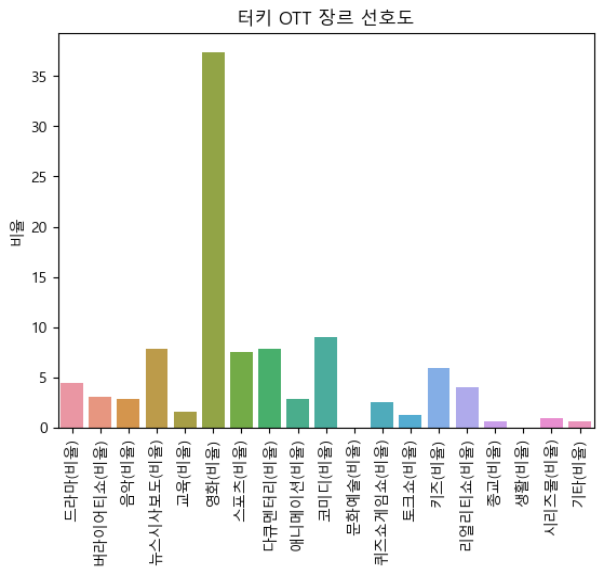 터키 OTT 장르 선호도
비율
35
30
25
20
15
10
5
0
드라마(비율)
버라이어티쇼(비율)
음악(비율)
뉴스시사보도(비율)
교육(비율)
영화(비율)
스포츠(비율)
다큐멘터리(비율)
애니메이션(비율)
코미디(비율)
문화예술(비율)
퀴즈쇼게임쇼(비율)
토크쇼(비율)
키즈(비율)
리얼리티쇼(비율)
종교(비율)
생활(비율)
시리즈물(비율)
기타(비율)